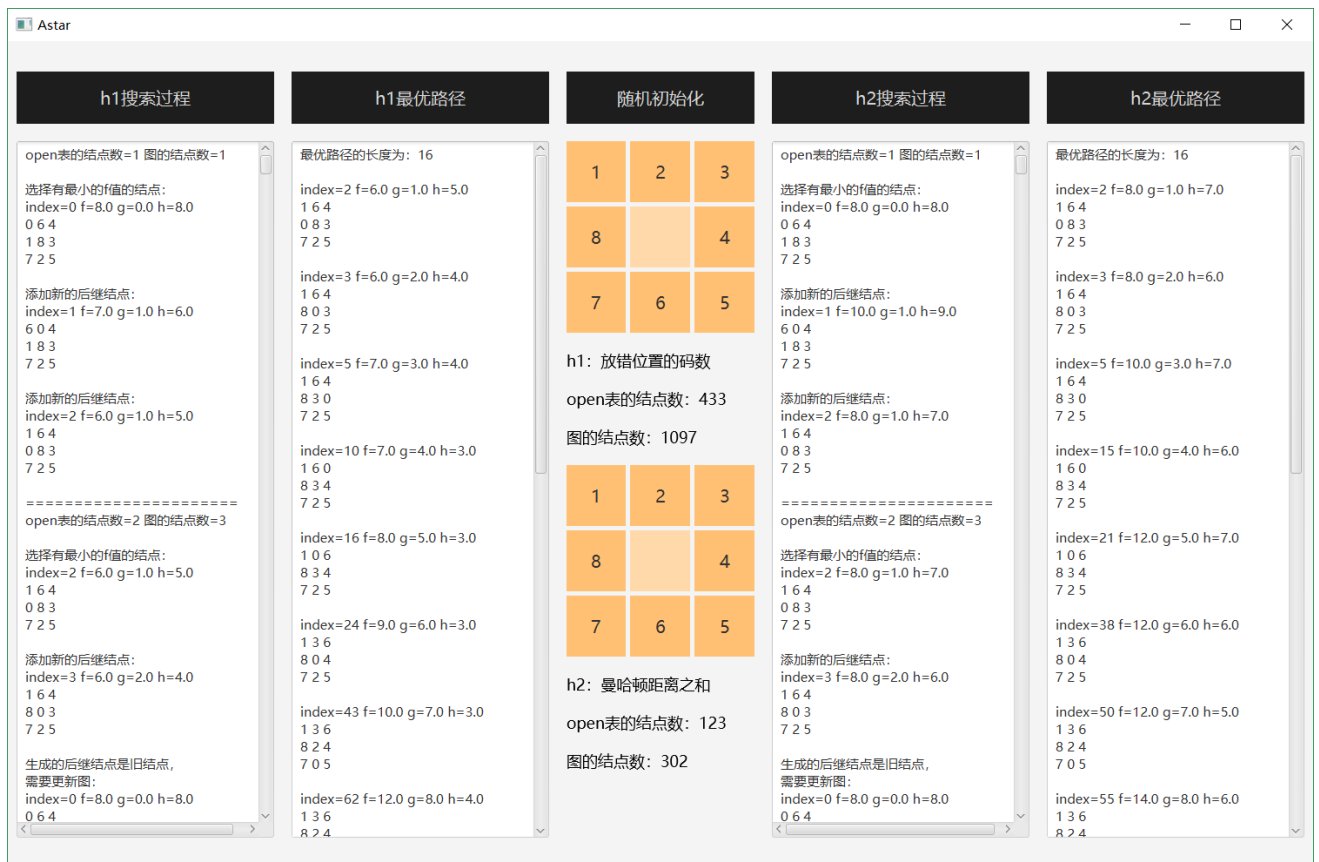 Astar
h1搜索过程
open表的结点数=1 图的结点数=1
选择有最小的f值的结点:
index=0 f=8.0 g=0.0 h=8.0
0 6 4
1 8 3
7 2 5
添加新的后继结点:
index=1 f=7.0 g=1.0 h=6.0
6 0 4
1 8 3
7 2 5
添加新的后继结点:
index=2 f=6.0 g=1.0 h=5.0
1 6 4
0 8 3
7 2 5
======================
open表的结点数=2 图的结点数=3
选择有最小的f值的结点:
index=2 f=6.0 g=1.0 h=5.0
1 6 4
0 8 3
7 2 5
添加新的后继结点:
index=3 f=6.0 g=2.0 h=4.0
1 6 4
8 0 3
7 2 5
生成的后继结点是旧结点,
需要更新图:
index=0 f=8.0 g=0.0 h=8.0
0 6 4
h1最优路径
最优路径的长度为: 16
index=2 f=6.0 g=1.0 h=5.0
1 6 4
0 8 3
7 2 5
index=3 f=6.0 g=2.0 h=4.0
1 6 4
8 0 3
7 2 5
index=5 f=7.0 g=3.0 h=4.0
1 6 4
8 3 0
7 2 5
index=10 f=7.0 g=4.0 h=3.0
1 6 0
8 3 4
7 2 5
index=16 f=8.0 g=5.0 h=3.0
1 0 6
8 3 4
7 2 5
index=24 f=9.0 g=6.0 h=3.0
1 3 6
8 0 4
7 2 5
index=43 f=10.0 g=7.0 h=3.0
1 3 6
8 2 4
7 0 5
index=62 f=12.0 g=8.0 h=4.0
1 3 6
8 2 4
随机初始化
1 2 3
8 4
7 6 5
h1: 放错位置的码数
open表的结点数: 433
图的结点数: 1097
1 2 3
8 4
7 6 5
h2: 曼哈顿距离之和
open表的结点数: 123
图的结点数: 302
h2搜索过程
open表的结点数=1 图的结点数=1
选择有最小的f值的结点:
index=0 f=8.0 g=0.0 h=8.0
0 6 4
1 8 3
7 2 5
添加新的后继结点:
index=1 f=10.0 g=1.0 h=9.0
6 0 4
1 8 3
7 2 5
添加新的后继结点:
index=2 f=8.0 g=1.0 h=7.0
1 6 4
0 8 3
7 2 5
======================
open表的结点数=2 图的结点数=3
选择有最小的f值的结点:
index=2 f=8.0 g=1.0 h=7.0
1 6 4
0 8 3
7 2 5
添加新的后继结点:
index=3 f=8.0 g=2.0 h=6.0
1 6 4
8 0 3
7 2 5
生成的后继结点是旧结点,
需要更新图:
index=0 f=8.0 g=0.0 h=8.0
0 6 4
h2最优路径
最优路径的长度为: 16
index=2 f=8.0 g=1.0 h=7.0
1 6 4
0 8 3
7 2 5
index=3 f=8.0 g=2.0 h=6.0
1 6 4
8 0 3
7 2 5
index=5 f=10.0 g=3.0 h=7.0
1 6 4
8 3 0
7 2 5
index=15 f=10.0 g=4.0 h=6.0
1 6 0
8 3 4
7 2 5
index=21 f=12.0 g=5.0 h=7.0
1 0 6
8 3 4
7 2 5
index=38 f=12.0 g=6.0 h=6.0
1 3 6
8 0 4
7 2 5
index=50 f=12.0 g=7.0 h=5.0
1 3 6
8 2 4
7 0 5
index=55 f=14.0 g=8.0 h=6.0
1 3 6
8 2 4